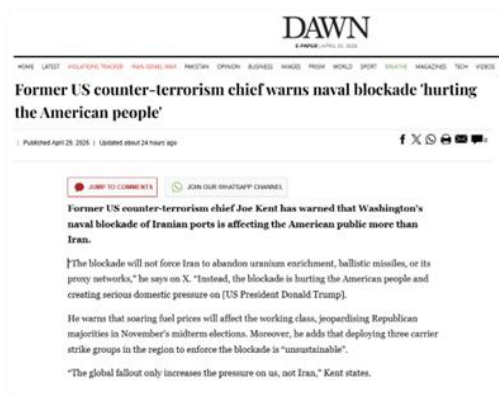 DAWN
E-PAPER | APRIL 30, 2026
HOME LATEST VIOLATIONS TRACKER IRAN-ISRAEL WAR PAKISTAN OPINION BUSINESS IMAGES PRISM WORLD SPORT BREATHE MAGAZINES TECH VIDEOS
Former US counter-terrorism chief warns naval blockade 'hurting
the American people'
| Published April 29, 2026 | Updated about 24 hours ago
JUMP TO COMMENTS JOIN OUR WHATSAPP CHANNEL
Former US counter-terrorism chief Joe Kent has warned that Washington's
naval blockade of Iranian ports is affecting the American public more than
Iran.
"The blockade will not force Iran to abandon uranium enrichment, ballistic missiles, or its
proxy networks," he says on X. "Instead, the blockade is hurting the American people and
creating serious domestic pressure on [US President Donald Trump].
He warns that soaring fuel prices will affect the working class, jeopardising Republican
majorities in November's midterm elections. Moreover, he adds that deploying three carrier
strike groups in the region to enforce the blockade is "unsustainable".
"The global fallout only increases the pressure on us, not Iran," Kent states.